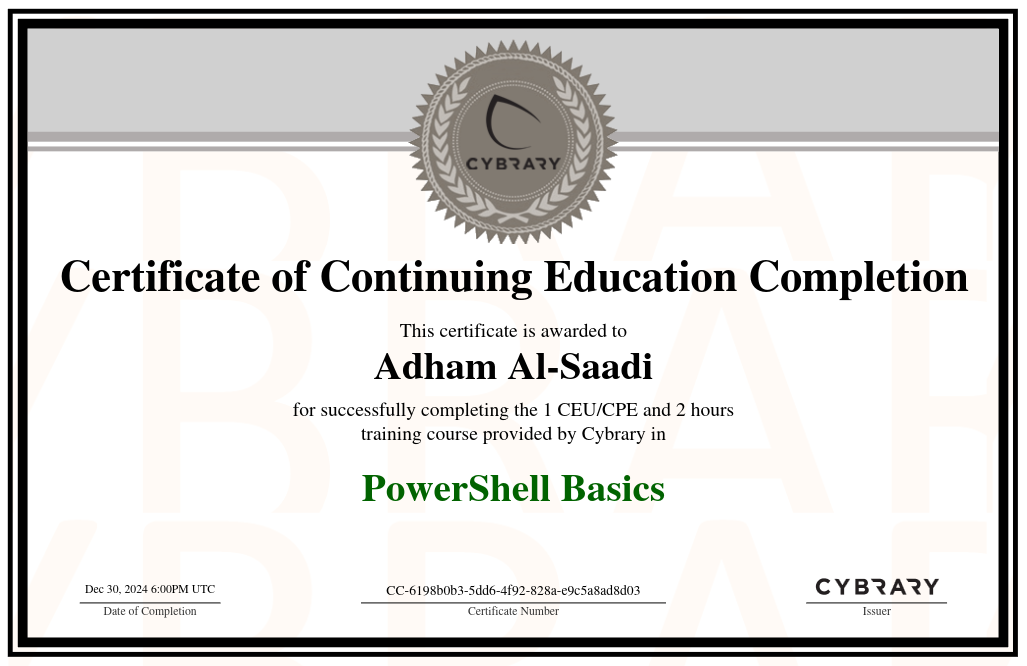 CYBRARY
Certificate of Continuing Education Completion
This certificate is awarded to
Adham Al-Saadi
for successfully completing the 1 CEU/CPE and 2 hours
training course provided by Cybrary in
PowerShell Basics
Dec 30, 2024 6:00PM UTC
Date of Completion
CC-6198b0b3-5dd6-4f92-828a-e9c5a8ad8d03
Certificate Number
CYBRARY
Issuer